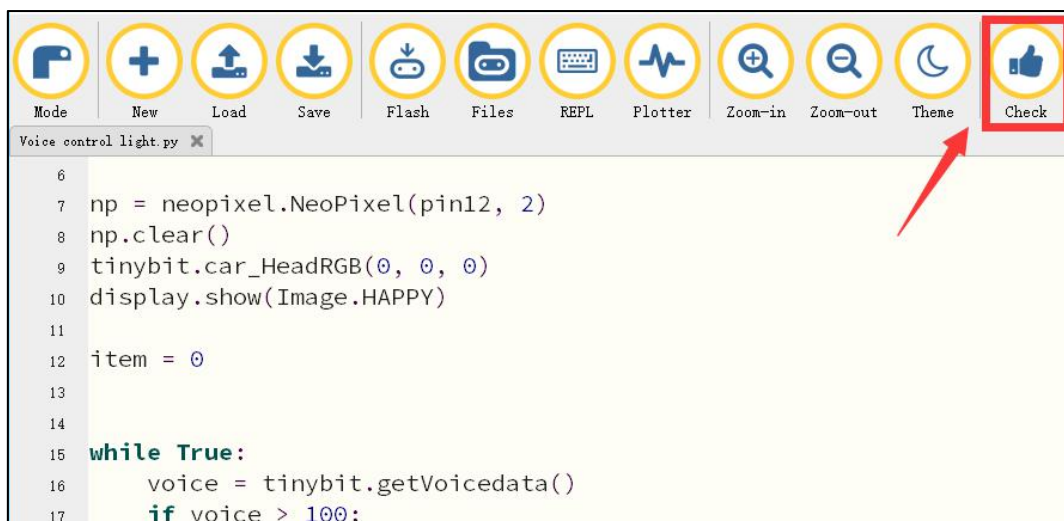 Mode New Load Save Flash Files REPL Plotter Zoom-in Zoom-out Theme Check
Voice control light.py
6
7 np = neopixel.NeoPixel(pin12, 2)
8 np.clear()
9 tinybit.car_HeadRGB(0, 0, 0)
10 display.show(Image.HAPPY)
11
12 item = 0
13
14
15 while True:
16     voice = tinybit.getVoicedata()
17     if voice > 100: